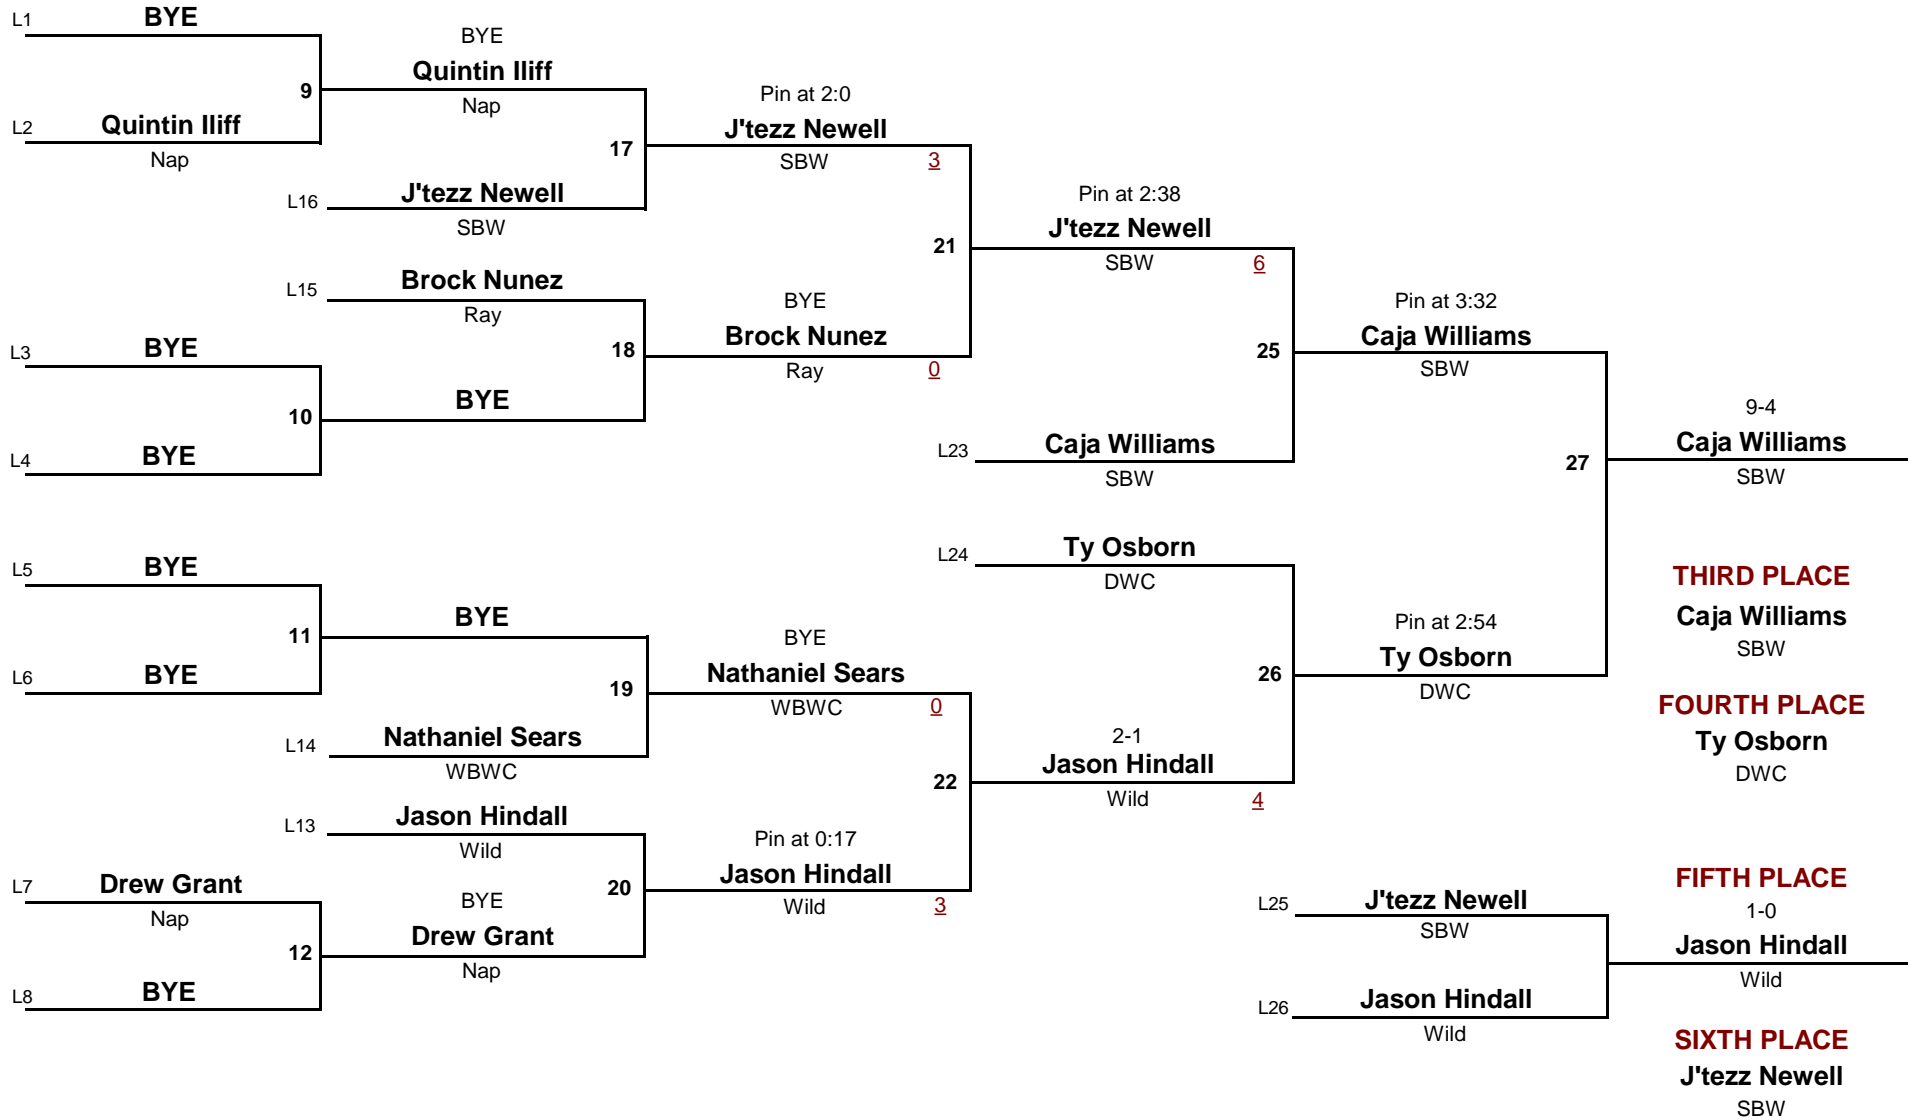 L1 BYE
BYE
Quintin Iliff
9
Nap
L2 Quintin Iliff
Nap
Pin at 2:0
J'tezz Newell
17
SBW 3
L16 J'tezz Newell
SBW
Pin at 2:38
J'tezz Newell
21
SBW 6
L15 Brock Nunez
Ray
BYE
Brock Nunez
18
Ray 0
L3 BYE
10 BYE
L4 BYE
Pin at 3:32
Caja Williams
25
SBW
L23 Caja Williams
SBW
9-4
Caja Williams
27
SBW
L24 Ty Osborn
DWC
L5 BYE
11 BYE
L6 BYE
BYE
Nathaniel Sears
19
WBWC 0
L14 Nathaniel Sears
WBWC
Pin at 2:54
Ty Osborn
26
DWC
THIRD PLACE
Caja Williams
SBW
FOURTH PLACE
Ty Osborn
DWC
2-1
Jason Hindall
22
Wild 4
L13 Jason Hindall
Wild
Pin at 0:17
Jason Hindall
20
Wild 3
L7 Drew Grant
Nap
BYE
Drew Grant
12
Nap
L8 BYE
L25 J'tezz Newell
SBW
FIFTH PLACE
1-0
Jason Hindall
Wild
L26 Jason Hindall
Wild
SIXTH PLACE
J'tezz Newell
SBW